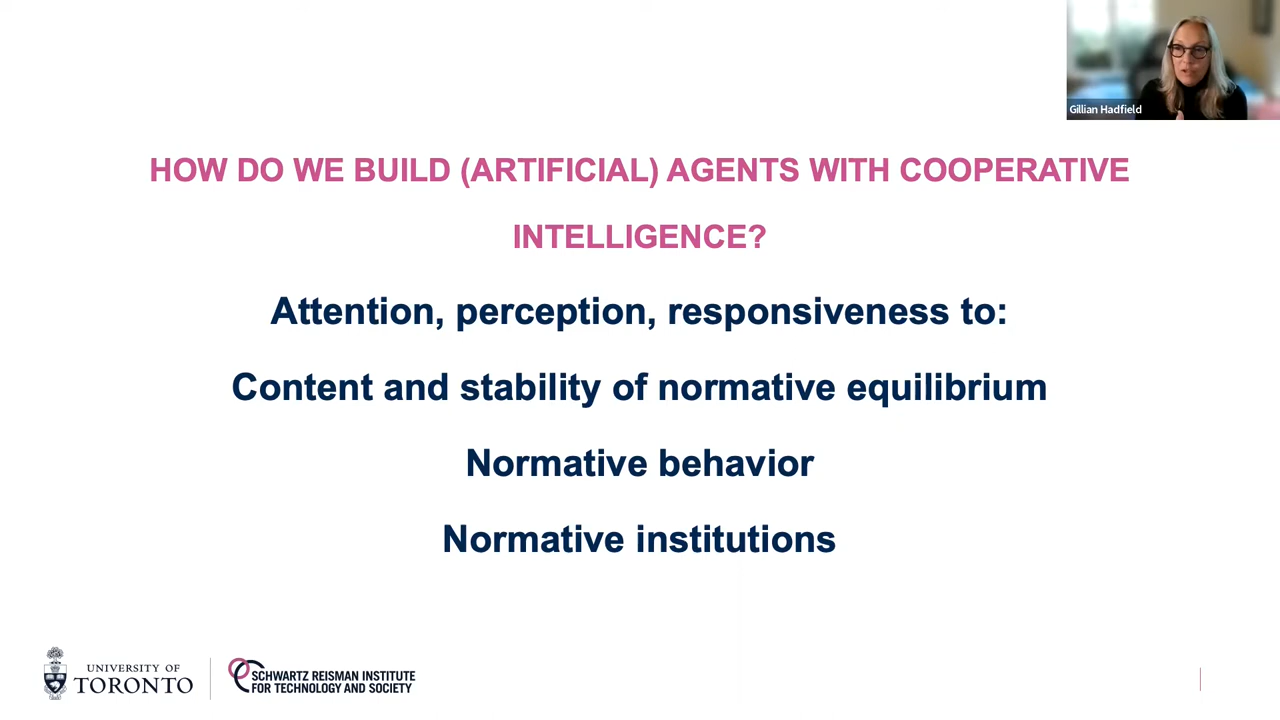 Gillian Hadfield
HOW DO WE BUILD (ARTIFICIAL) AGENTS WITH COOPERATIVE
INTELLIGENCE?
Attention, perception, responsiveness to:
Content and stability of normative equilibrium
Normative behavior
Normative institutions
UNIVERSITY OF
TORONTO
SCHWARTZ REISMAN INSTITUTE
FOR TECHNOLOGY AND SOCIETY